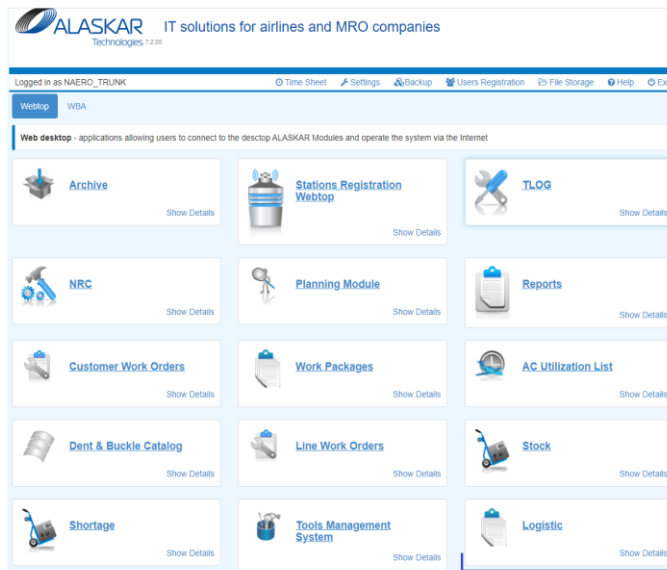 ALASKAR
Technologies 7.2.20
IT solutions for airlines and MRO companies
Logged in as NAERO_TRUNK
Time Sheet
Settings
Backup
Users Registration
File Storage
Help
Webtop
WBA
Web desktop - applications allowing users to connect to the desctop ALASKAR Modules and operate the system via the Internet
Archive
Show Details
Stations Registration
Webtop
Show Details
TLOG
Show Details
NRC
Show Details
Planning Module
Show Details
Reports
Show Details
Customer Work Orders
Show Details
Work Packages
Show Details
AC Utilization List
Show Details
Dent & Buckle Catalog
Show Details
Line Work Orders
Show Details
Stock
Show Details
Shortage
Show Details
Tools Management
System
Show Details
Logistic
Show Details